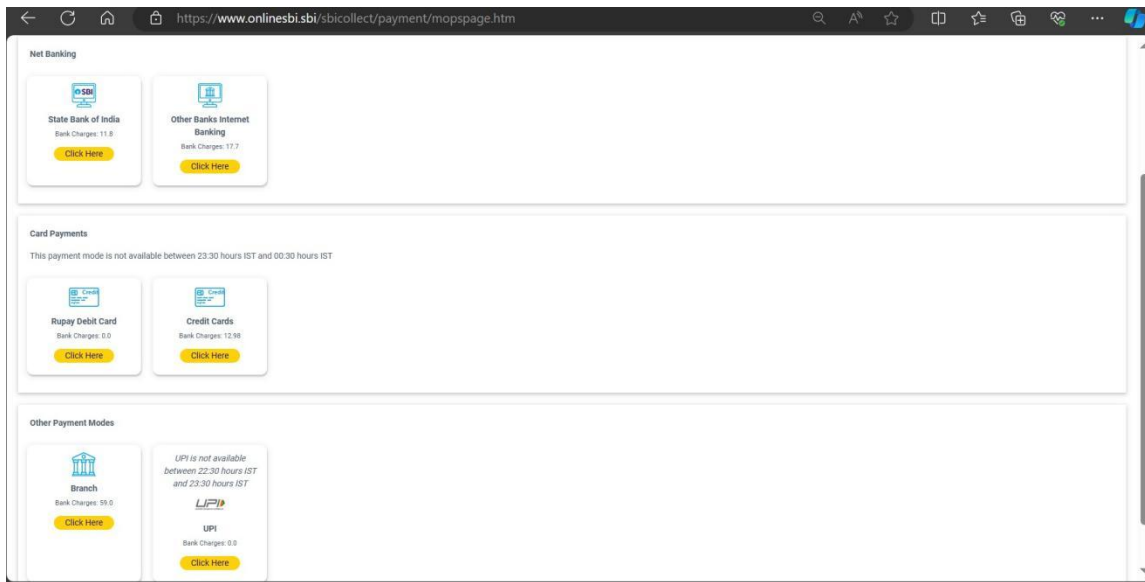 https://www.onlinesbi.sbi/sbicollect/payment/mopspage.htm
Net Banking
SBI
State Bank of India
Bank Charges: 11.8
Click Here
Other Banks Internet
Banking
Bank Charges: 17.7
Click Here
Card Payments
This payment mode is not available between 23:30 hours IST and 00:30 hours IST
Credit
Rupay Debit Card
Bank Charges: 0.0
Click Here
Credit
Credit Cards
Bank Charges: 12.98
Click Here
Other Payment Modes
Branch
Bank Charges: 59.0
Click Here
UPI is not available
between 22:30 hours IST
and 23:30 hours IST
UPI
UPI
Bank Charges: 0.0
Click Here